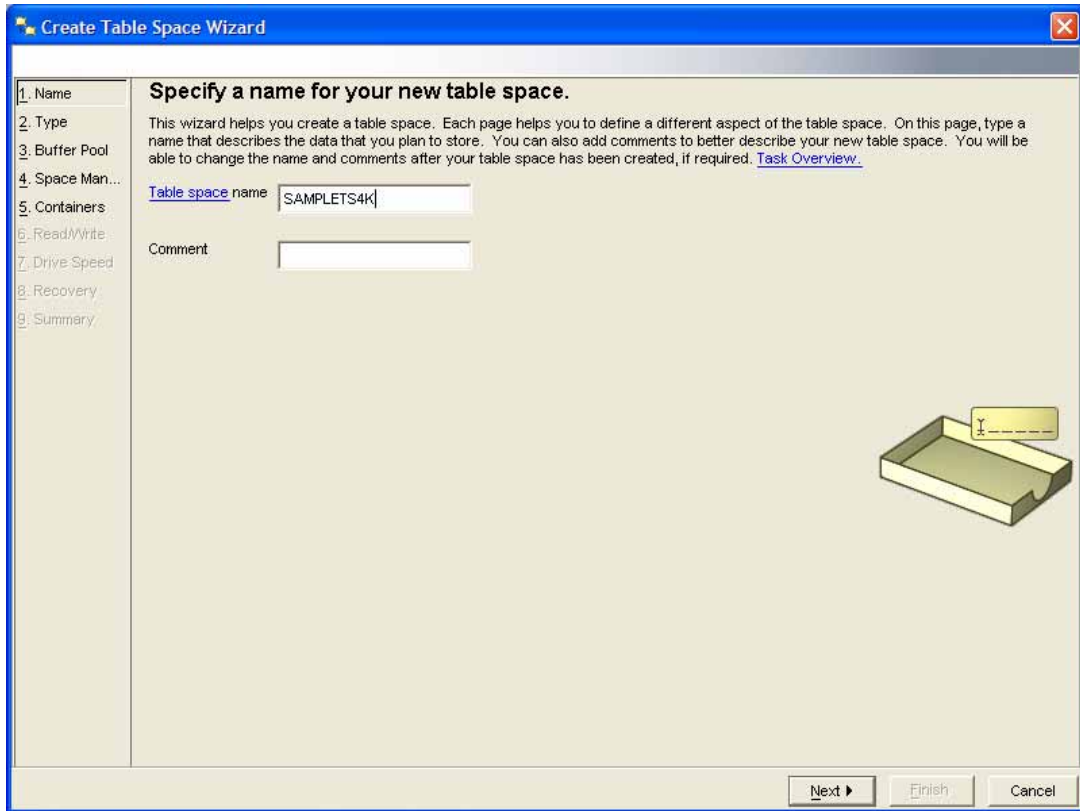 Create Table Space Wizard
1. Name
2. Type
3. Buffer Pool
4. Space Man...
5. Containers
6. Read/Write
7. Drive Speed
8. Recovery
9. Summary
Specify a name for your new table space.
This wizard helps you create a table space. Each page helps you to define a different aspect of the table space. On this page, type a
name that describes the data that you plan to store. You can also add comments to better describe your new table space. You will be
able to change the name and comments after your table space has been created, if required. Task Overview.
Table space name SAMPLETS4K
Comment
Next
Finish
Cancel